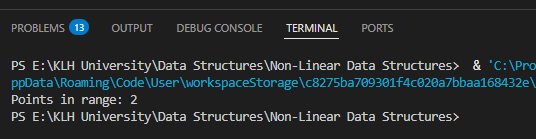 PROBLEMS 13 OUTPUT DEBUG CONSOLE TERMINAL PORTS
PS E:\KLH University\Data Structures\Non-Linear Data Structures> & 'C:\Pro
ppData\Roaming\Code\User\workspaceStorage\c8275ba709301f4c020a7bbaa168432e\
Points in range: 2
PS E:\KLH University\Data Structures\Non-Linear Data Structures>